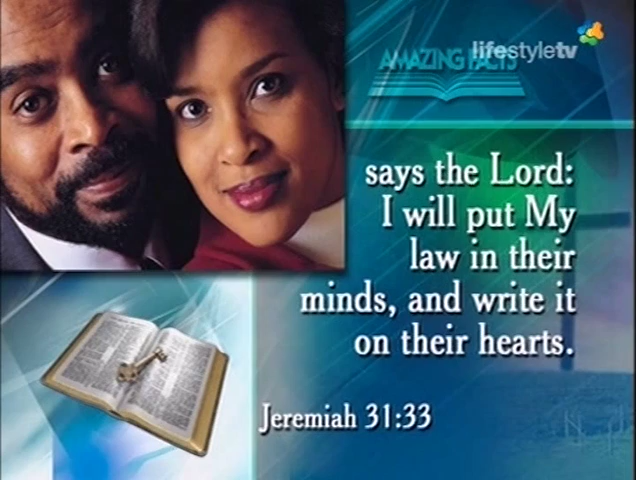 lifestyletv
AMAZING FACTS
says the Lord:
I will put My
law in their
minds, and write it
on their hearts.
Jeremiah 31:33